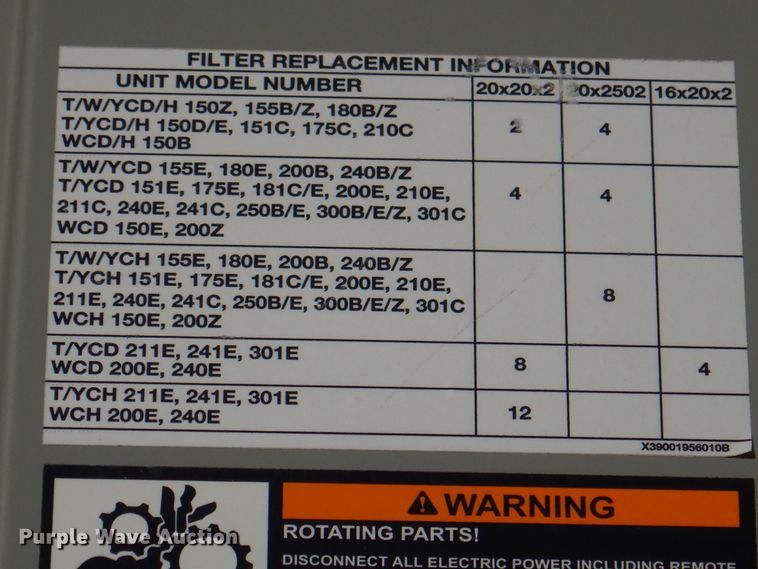 FILTER REPLACEMENT INFORMATION
UNIT MODEL NUMBER 20x20x2 20x2502 16x20x2
T/W/YCD/H 150Z, 155B/Z, 180B/Z
T/YCD/H 150D/E, 151C, 175C, 210C 2 4
WCD/H 150B
T/W/YCD 155E, 180E, 200B, 240B/Z
T/YCD 151E, 175E, 181C/E, 200E, 210E, 4 4
211C, 240E, 241C, 250B/E, 300B/E/Z, 301C
WCD 150E, 200Z
T/W/YCH 155E, 180E, 200B, 240B/Z
T/YCH 151E, 175E, 181C/E, 200E, 210E, 8
211E, 240E, 241C, 250B/E, 300B/E/Z, 301C
WCH 150E, 200Z
T/YCD 211E, 241E, 301E
WCD 200E, 240E 8 4
T/YCH 211E, 241E, 301E
WCH 200E, 240E 12
X39001956010B
WARNING
ROTATING PARTS!
DISCONNECT ALL ELECTRIC POWER INCLUDING REMOTE
Purple Wave Auction